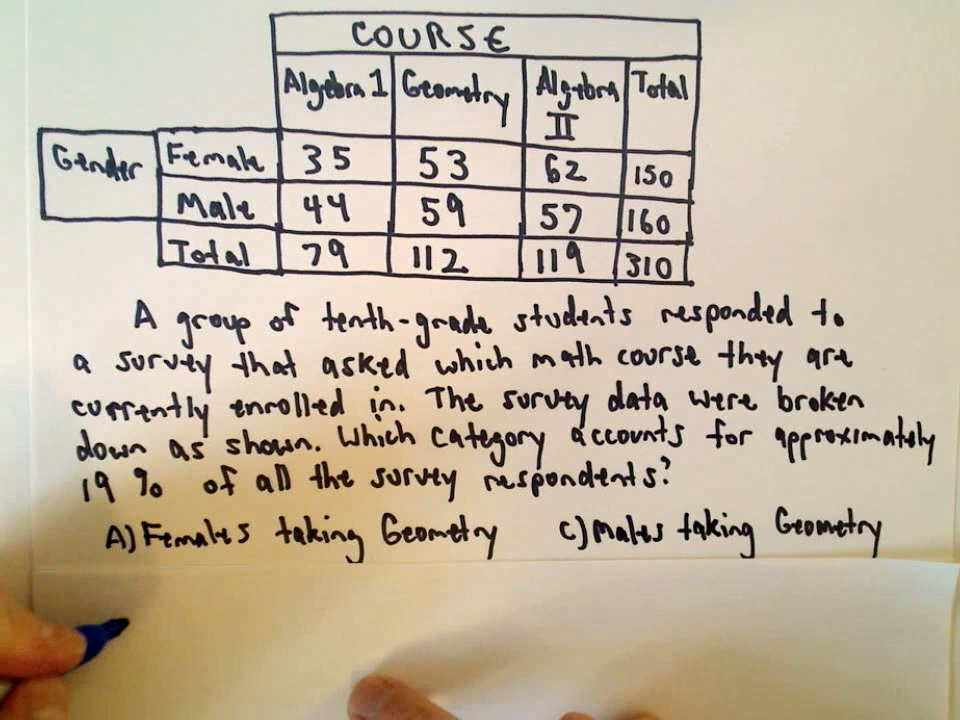 COURSE
Algebra 1 Geometry Algebra II Total
Gender Female 35 53 62 150
Male 44 59 57 160
Total 79 112 119 310
A group of tenth-grade students responded to
a survey that asked which math course they are
currently enrolled in. The survey data were broken
down as shown. Which category accounts for approximately
19% of all the survey respondents?
A) Females taking Geometry C) Males taking Geometry